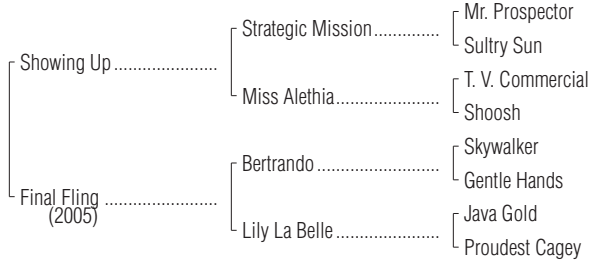 Mr. Prospector
Strategic Mission..............
Sultry Sun
Showing Up ......................
T. V. Commercial
Miss Alethia......................
Shoosh
Skywalker
Bertrando ..........................
Gentle Hands
Final Fling ........................
(2005)
Java Gold
Lily La Belle ......................
Proudest Cagey